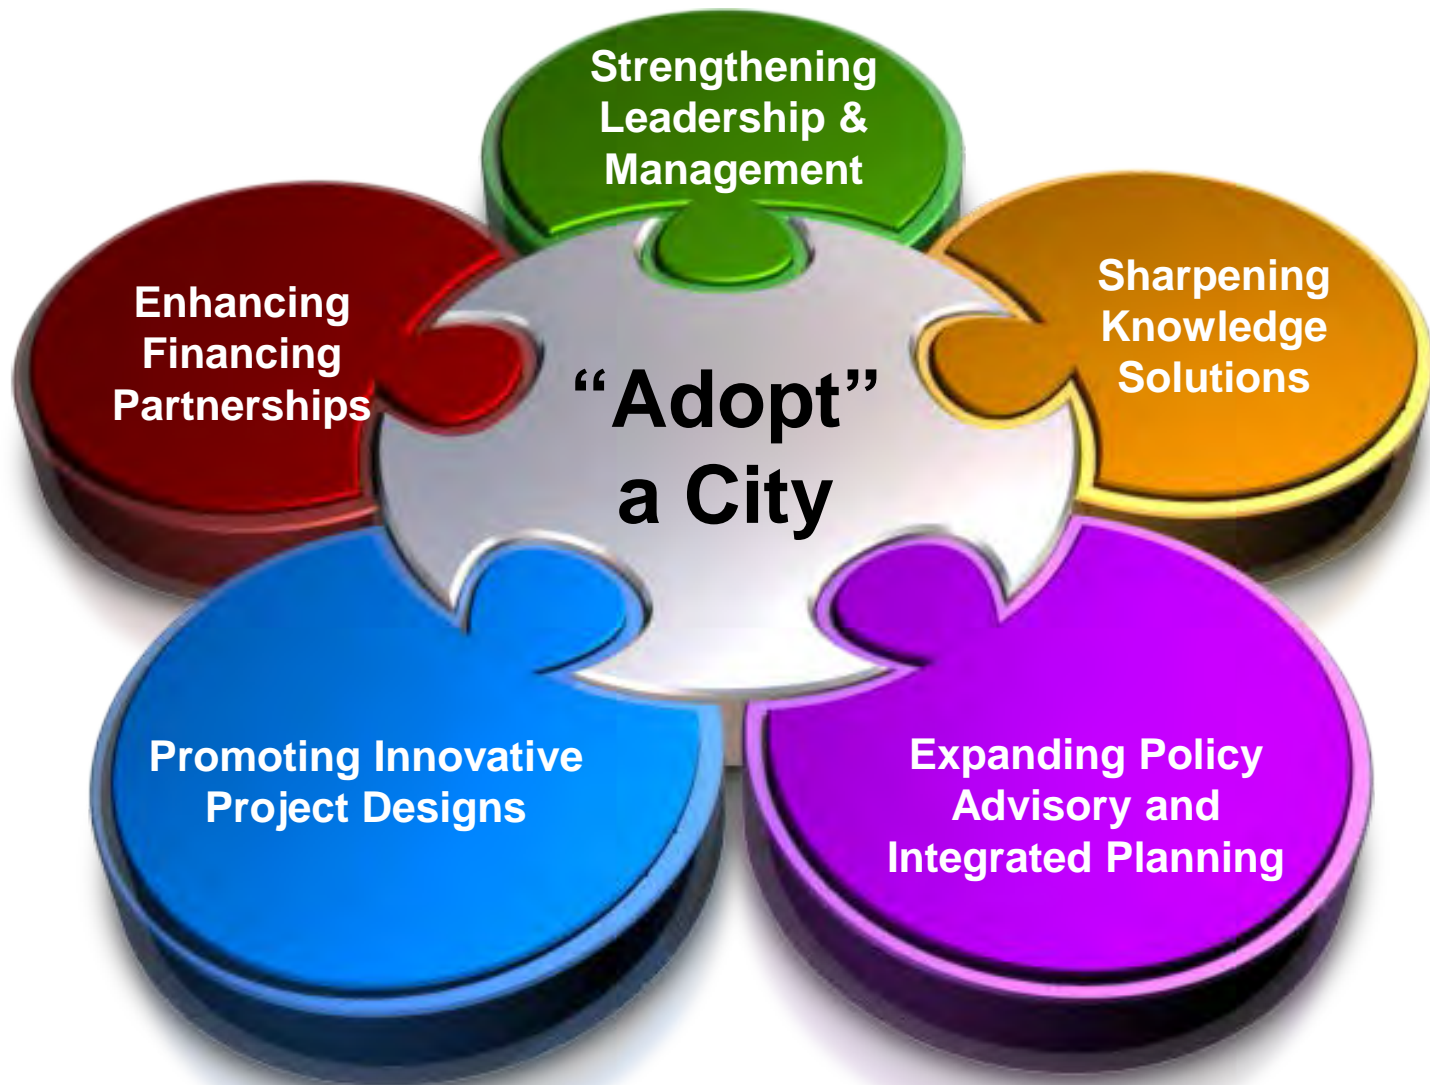 Strengthening
Leadership &
Management
Enhancing
Financing
Partnerships
Sharpening
Knowledge
Solutions
“Adopt”
a City
Promoting Innovative
Project Designs
Expanding Policy
Advisory and
Integrated Planning